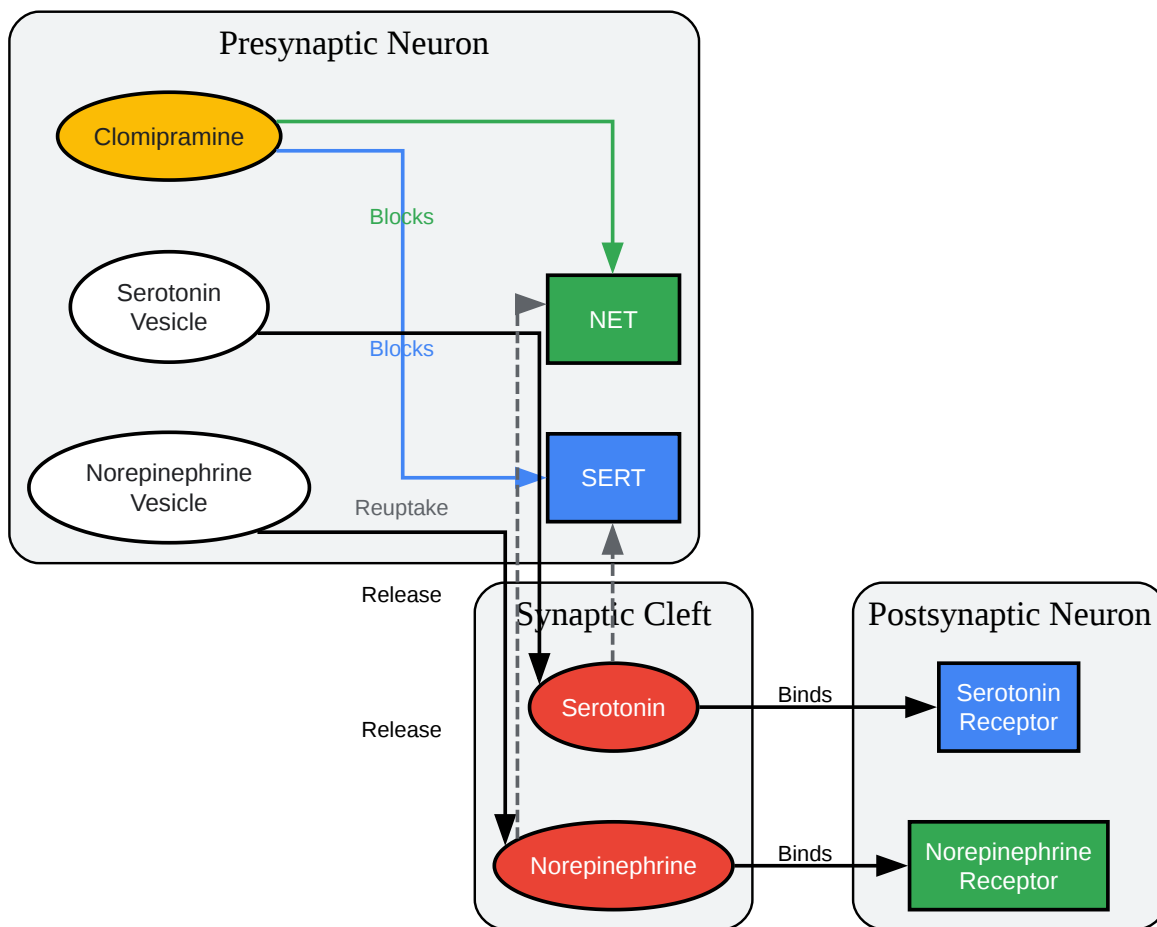 Presynaptic Neuron
Clomipramine
Blocks
Serotonin
Vesicle
NET
Blocks
Norepinephrine
Vesicle
SERT
Reuptake
Release
Synaptic Cleft
Postsynaptic Neuron
Serotonin
Binds
Serotonin
Receptor
Release
Norepinephrine
Binds
Norepinephrine
Receptor